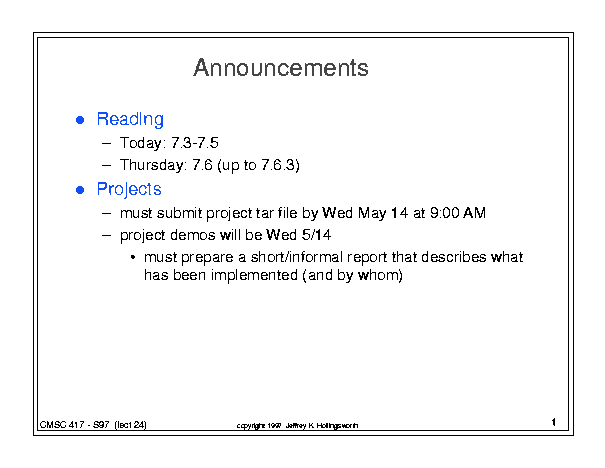 Announcements
● Reading
– Today: 7.3-7.5
– Thursday: 7.6 (up to 7.6.3)
● Projects
– must submit project tar file by Wed May 14 at 9:00 AM
– project demos will be Wed 5/14
• must prepare a short/informal report that describes what
has been implemented (and by whom)
CMSC 417 - S97 (lect 24)
copyright 1997 Jeffrey K. Hollingsworth
1